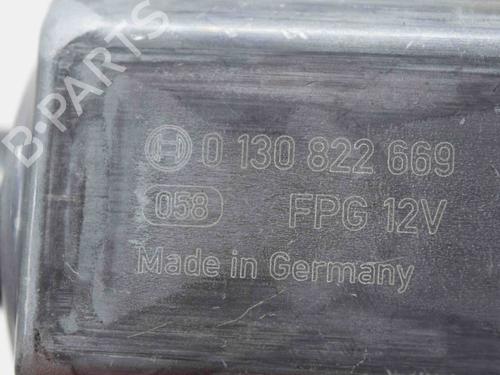 B-PARTS
0 130 822 669
058 FPG 12V
Made in Germany